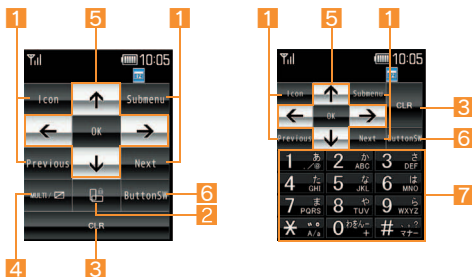 1 5 1
10:05
Icon ↑ Submenu
← OK →
Previous ↓ Next
MULTI/ ButtonSW 6
2
CLR
4 3
1 5 1
10:05
Icon ↑ Submenu CLR
← OK → 3
Previous ↓ Next ButtonSW 6
1 あ ./@ 2 か ABC 3 さ DEF
4 た GHI 5 な JKL 6 は MNO
7 ま PQRS 8 や TUV 9 ら WXYZ
7
* A/a 0 わをん- + # マナー